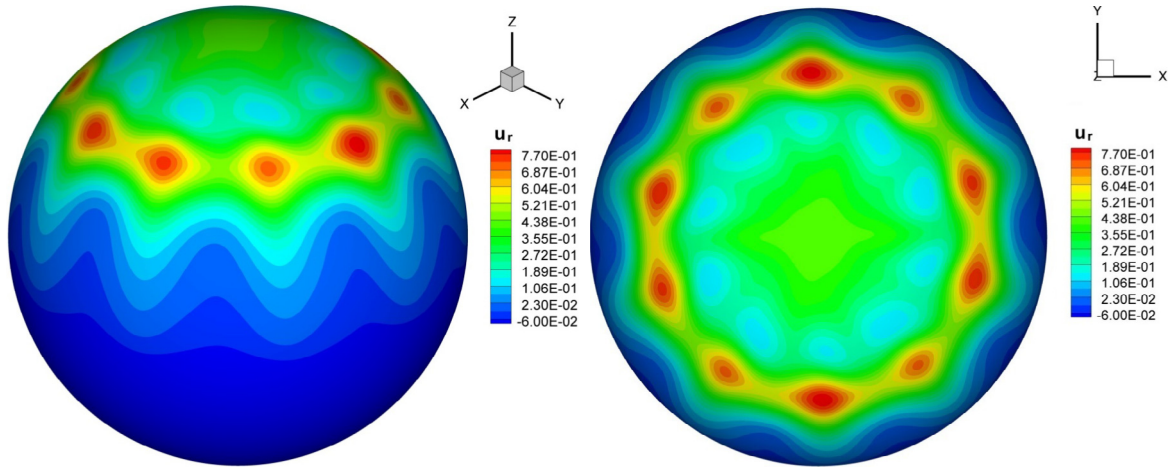 Z
X
Y
u_r
7.70E-01
6.87E-01
6.04E-01
5.21E-01
4.38E-01
3.55E-01
2.72E-01
1.89E-01
1.06E-01
2.30E-02
-6.00E-02
Y
Z
X
u_r
7.70E-01
6.87E-01
6.04E-01
5.21E-01
4.38E-01
3.55E-01
2.72E-01
1.89E-01
1.06E-01
2.30E-02
-6.00E-02